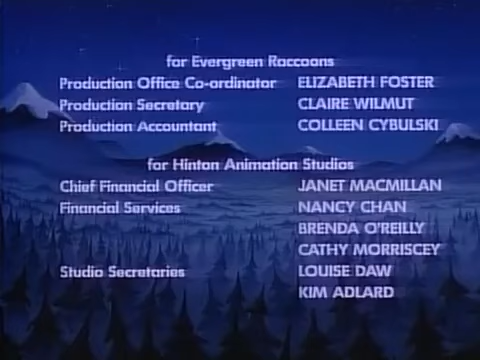 for Evergreen Raccoons
Production Office Co-ordinator ELIZABETH FOSTER
Production Secretary CLAIRE WILMUT
Production Accountant COLLEEN CYBULSKI
for Hinton Animation Studios
Chief Financial Officer JANET MACMILLAN
Financial Services NANCY CHAN
BRENDA O'REILLY
CATHY MORRISCEY
Studio Secretaries LOUISE DAW
KIM ADLARD